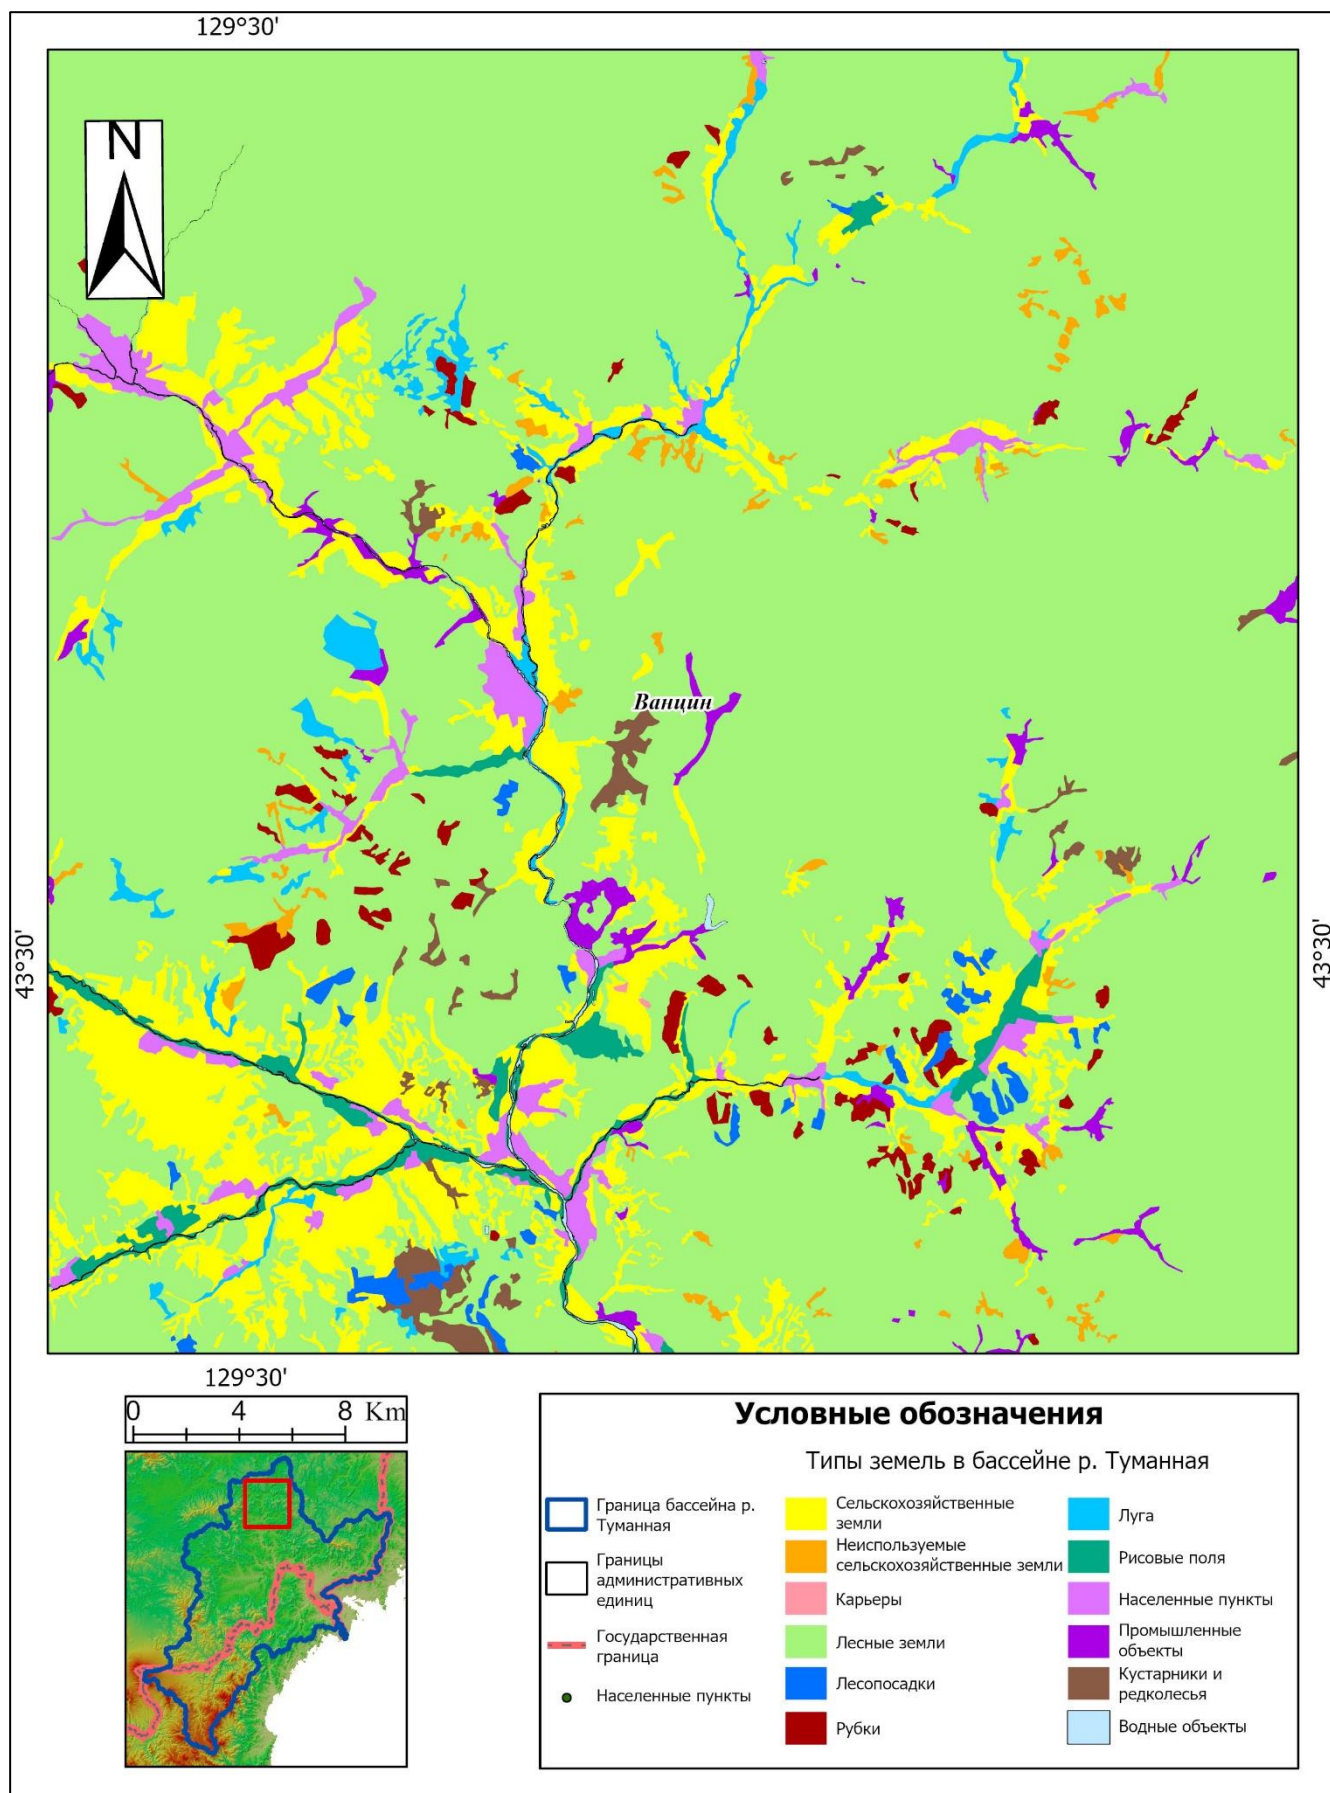 129°30'
N
Ванцин
43°30'
43°30'
129°30'
0 4 8 Km
Условные обозначения
Типы земель в бассейне р. Туманная
Граница бассейна р.
Туманная
Границы
административных
единиц
Государственная
граница
Населенные пункты
Сельскохозяйственные
земли
Неиспользуемые
сельскохозяйственные земли
Карьеры
Лесные земли
Лесопосадки
Рубки
Луга
Рисовые поля
Населенные пункты
Промышленные
объекты
Кустарники и
редколесья
Водные объекты